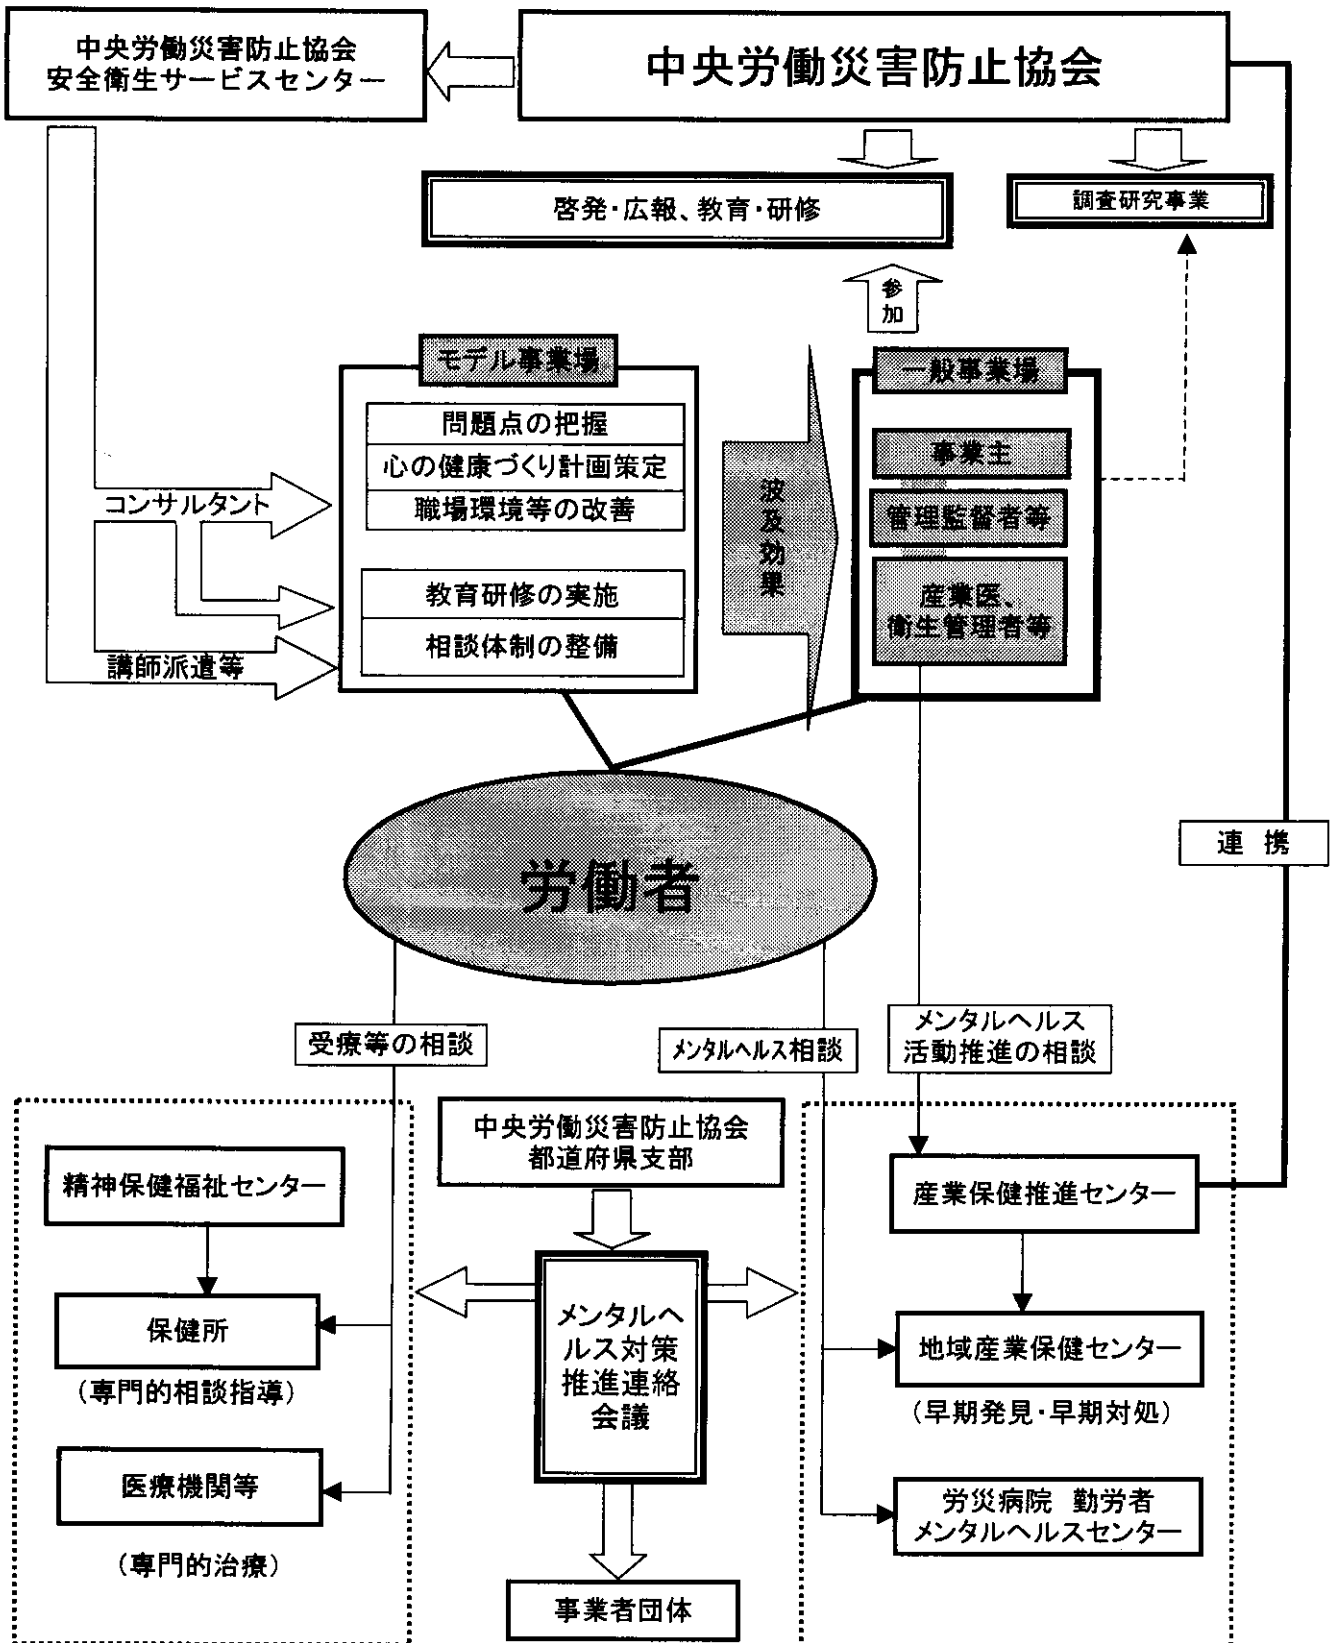 中央労働災害防止協会
安全衛生サービスセンター
中央労働災害防止協会
啓発・広報、教育・研修
調査研究事業
参
加
モデル事業場
問題点の把握
心の健康づくり計画策定
職場環境等の改善
教育研修の実施
相談体制の整備
コンサルタント
講師派遣等
波
及
効
果
一般事業場
事業主
管理監督者等
産業医、
衛生管理者等
労働者
連 携
受療等の相談
メンタルヘルス相談
メンタルヘルス
活動推進の相談
精神保健福祉センター
保健所
(専門的相談指導)
医療機関等
(専門的治療)
中央労働災害防止協会
都道府県支部
メンタルヘ
ルス対策
推進連絡
会議
事業者団体
産業保健推進センター
地域産業保健センター
(早期発見・早期対処)
労災病院 勤労者
メンタルヘルスセンター